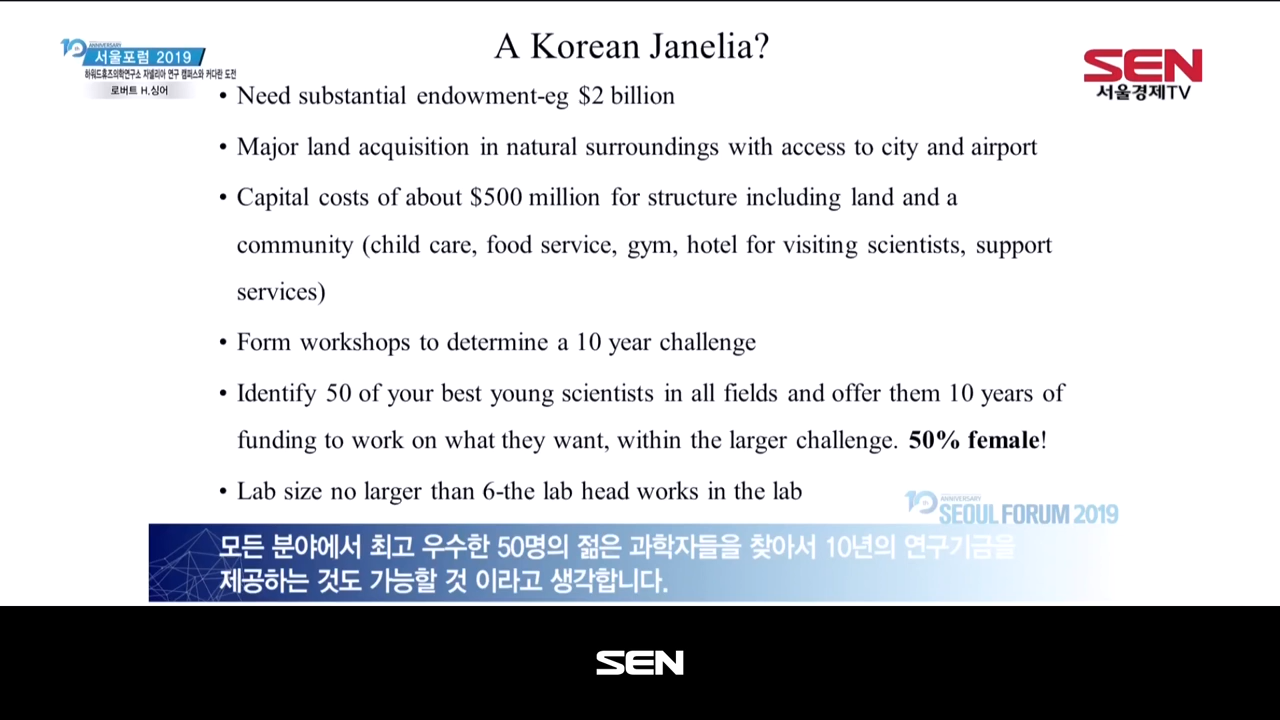 A Korean Janelia?
10th ANNIVERSARY
서울포럼 2019
하워드휴즈의학연구소 자넬리아 연구 캠퍼스와 커다란 도전
로버트 H.싱어
SEN
서울경제TV
• Need substantial endowment-eg $2 billion
• Major land acquisition in natural surroundings with access to city and airport
• Capital costs of about $500 million for structure including land and a
community (child care, food service, gym, hotel for visiting scientists, support
services)
• Form workshops to determine a 10 year challenge
• Identify 50 of your best young scientists in all fields and offer them 10 years of
funding to work on what they want, within the larger challenge. 50% female!
• Lab size no larger than 6-the lab head works in the lab
10th ANNIVERSARY
SEOUL FORUM 2019
모든 분야에서 최고 우수한 50명의 젊은 과학자들을 찾아서 10년의 연구기금을
제공하는 것도 가능할 것 이라고 생각합니다.
SEN